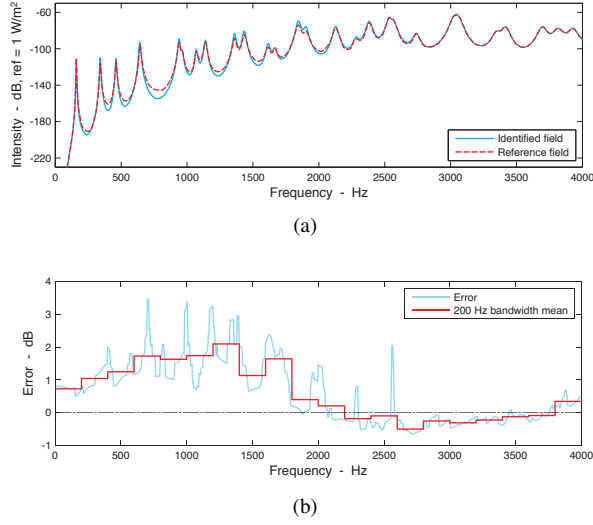 -60
-100
-140
-180
-220
Intensity - dB, ref = 1 W/m²
0 500 1000 1500 2000 2500 3000 3500 4000
Frequency - Hz
Identified field
Reference field
(a)
4
3
2
1
0
-1
Error - dB
0 500 1000 1500 2000 2500 3000 3500 4000
Frequency - Hz
Error
200 Hz bandwidth mean
(b)